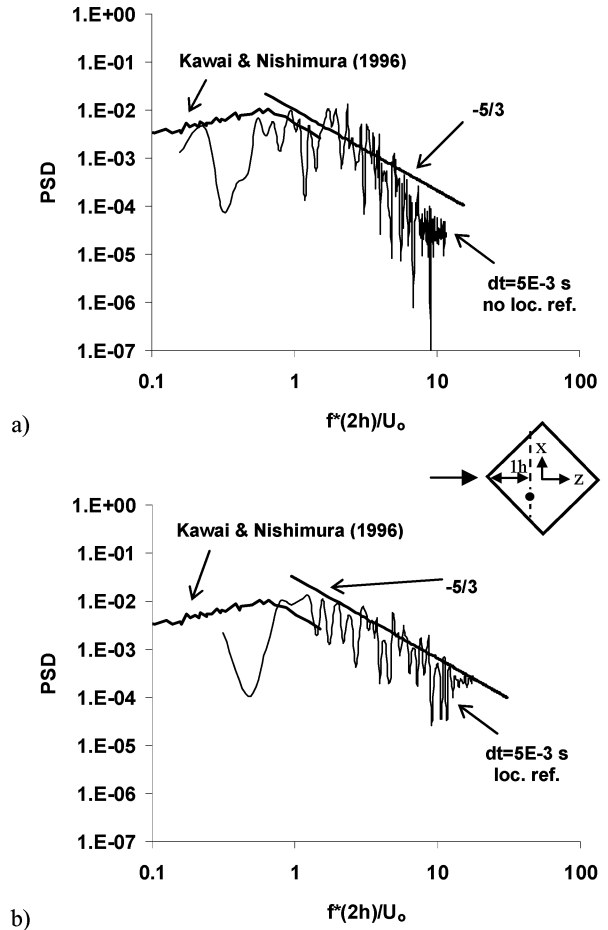 1.E+00
1.E-01
Kawai & Nishimura (1996)
1.E-02
-5/3
1.E-03
PSD
1.E-04
1.E-05
dt=5E-3 s
no loc. ref.
1.E-06
1.E-07
0.1 1 10 100
f*(2h)/Uo
a)
1h
x
z
1.E+00
Kawai & Nishimura (1996)
1.E-01
-5/3
1.E-02
1.E-03
PSD
1.E-04
1.E-05
dt=5E-3 s
loc. ref.
1.E-06
1.E-07
0.1 1 10 100
f*(2h)/Uo
b)